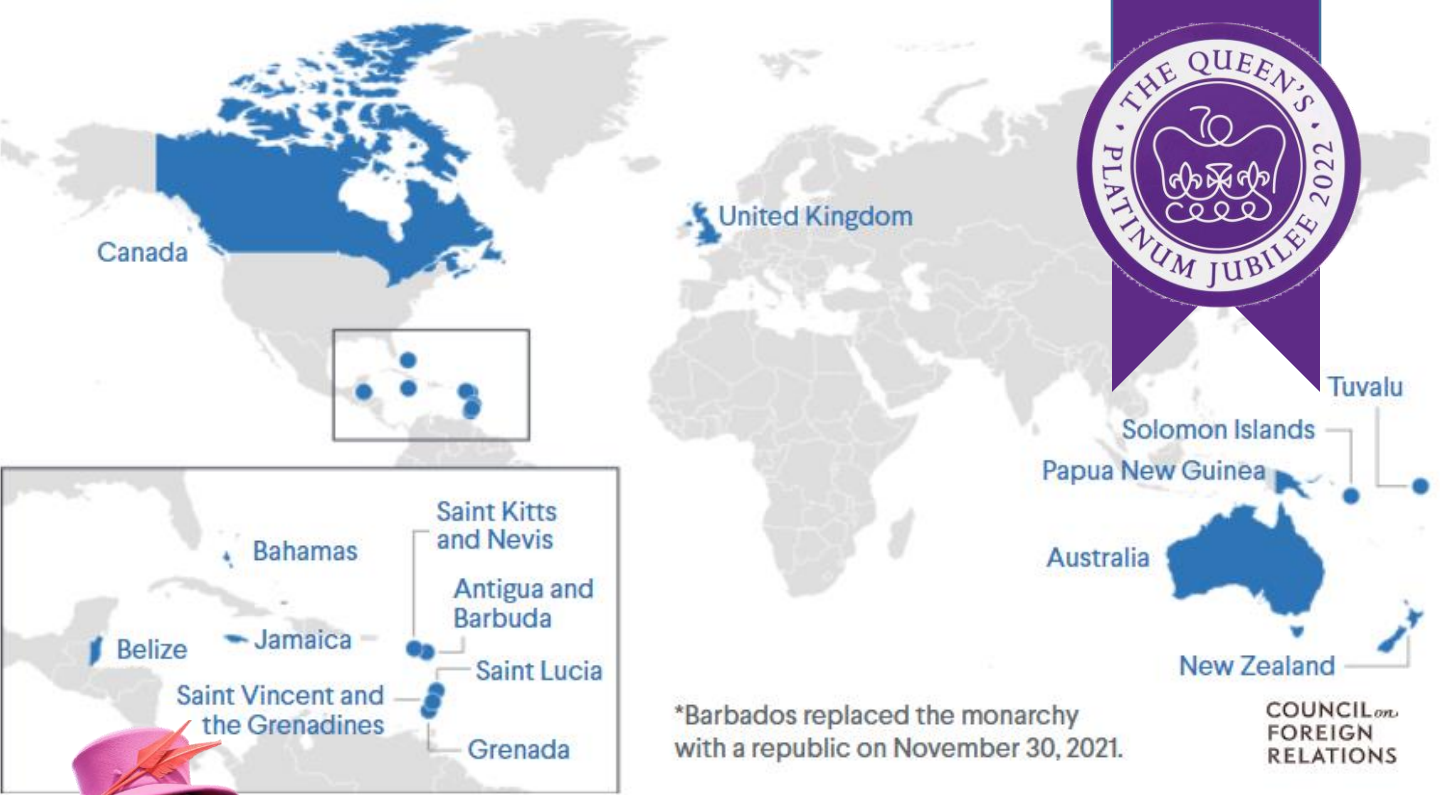 THE QUEEN'S
PLATINUM JUBILEE 2022
70
Canada
United Kingdom
Tuvalu
Solomon Islands
Papua New Guinea
Australia
New Zealand
Saint Kitts
and Nevis
Bahamas
Antigua and
Barbuda
Belize
Jamaica
Saint Lucia
Saint Vincent and
the Grenadines
Grenada
*Barbados replaced the monarchy
with a republic on November 30, 2021.
COUNCIL on
FOREIGN
RELATIONS